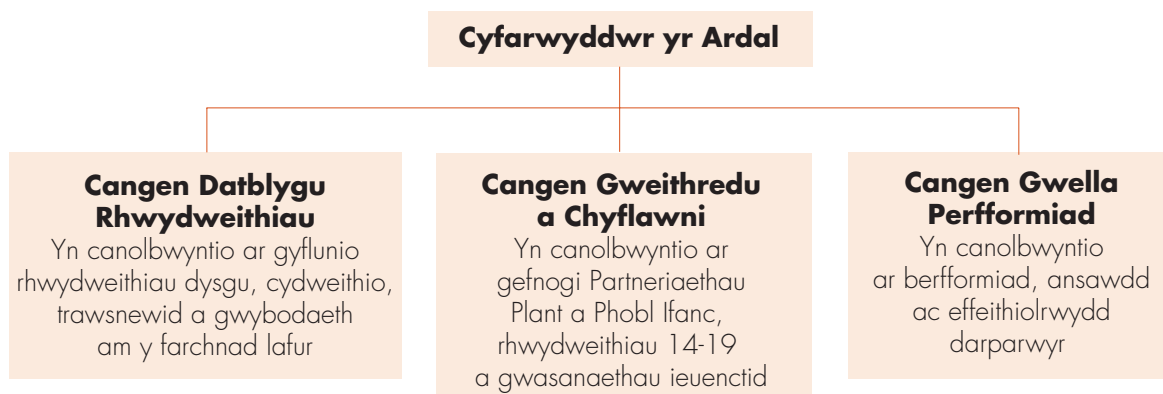 Cyfarwyddwr yr Ardal
Cangen Datblygu
Rhwydweithiau
Yn canolbwyntio ar gyflunio
rhwydweithiau dysgu, cydweithio,
trawsnewid a gwybodaeth
am y farchnad lafur
Cangen Gweithredu
a Chyflawni
Yn canolbwyntio ar
gefnogi Partneriaethau
Plant a Phobl Ifanc,
rhwydweithiau 14-19
a gwasanaethau ieuenctid
Cangen Gwella
Perfformiad
Yn canolbwyntio
ar berfformiad, ansawdd
ac effeithiolrwydd
darparwyr